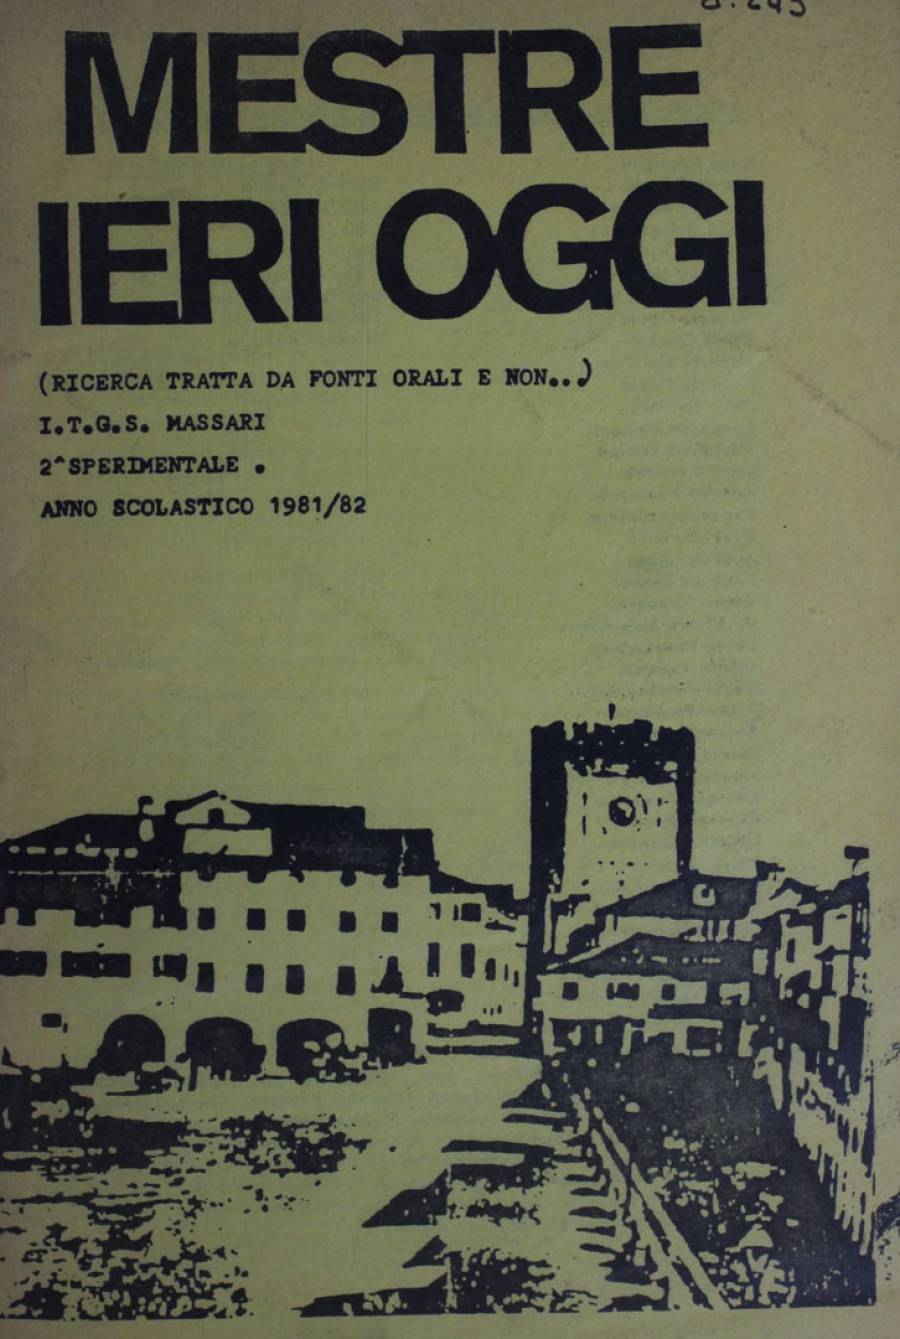 MESTRE
IERI OGGI
(RICERCA TRATTA DA FONTI ORALI E NON...)
I.T.G.S. MASSARI
2^SPERIMENTALE .
ANNO SCOLASTICO 1981/82